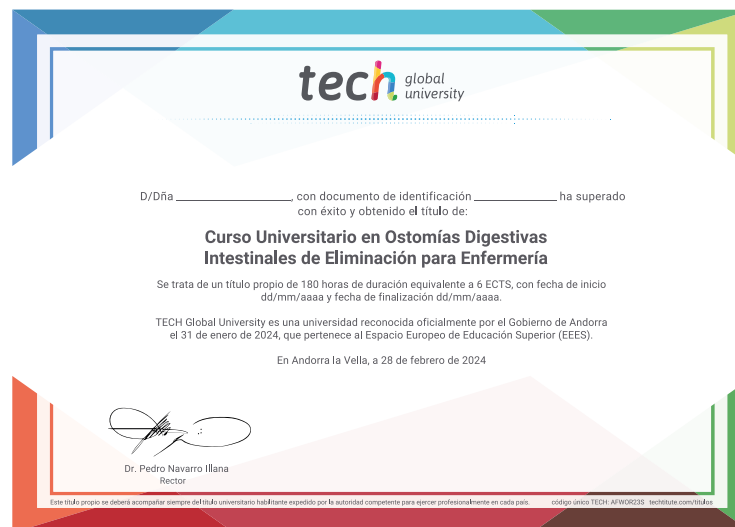 tech global university
D/Dña ____________, con documento de identificación ____________ ha superado
con éxito y obtenido el título de:
Curso Universitario en Ostomías Digestivas
Intestinales de Eliminación para Enfermería
Se trata de un título propio de 180 horas de duración equivalente a 6 ECTS, con fecha de inicio
dd/mm/aaaa y fecha de finalización dd/mm/aaaa.
TECH Global University es una universidad reconocida oficialmente por el Gobierno de Andorra
el 31 de enero de 2024, que pertenece al Espacio Europeo de Educación Superior (EEES).
En Andorra la Vella, a 28 de febrero de 2024
Dr. Pedro Navarro Illana
Rector
Este título propio se deberá acompañar siempre del título universitario habilitante expedido por la autoridad competente para ejercer profesionalmente en cada país. código único TECH: AFWOR23S techtitute.com/titulos